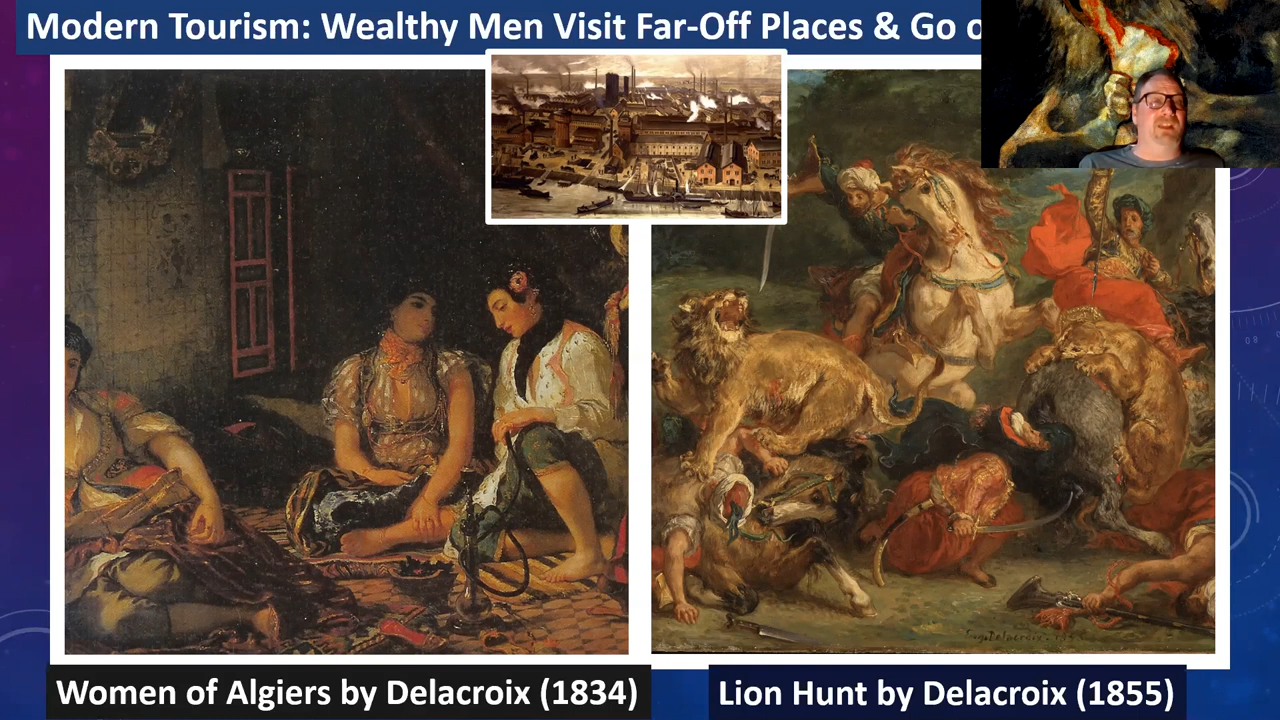 Modern Tourism: Wealthy Men Visit Far-Off Places & Go
Women of Algiers by Delacroix (1834)
Lion Hunt by Delacroix (1855)